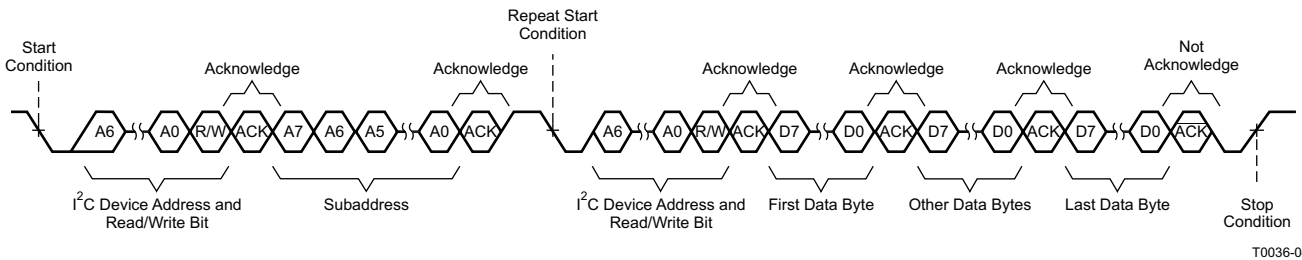 Repeat Start
Condition
Start
Condition
Not
Acknowledge
Acknowledge
Acknowledge
Acknowledge
Acknowledge
Acknowledge
A6 A0 R/W ACK A7 A6 A5 A0 ACK A6 A0 R/W ACK D7 D0 ACK D7 D0 ACK D7 D0 ACK
I2C Device Address and
Read/Write Bit
Subaddress
I2C Device Address and
Read/Write Bit
First Data Byte
Other Data Bytes
Last Data Byte
Stop
Condition
T0036-0